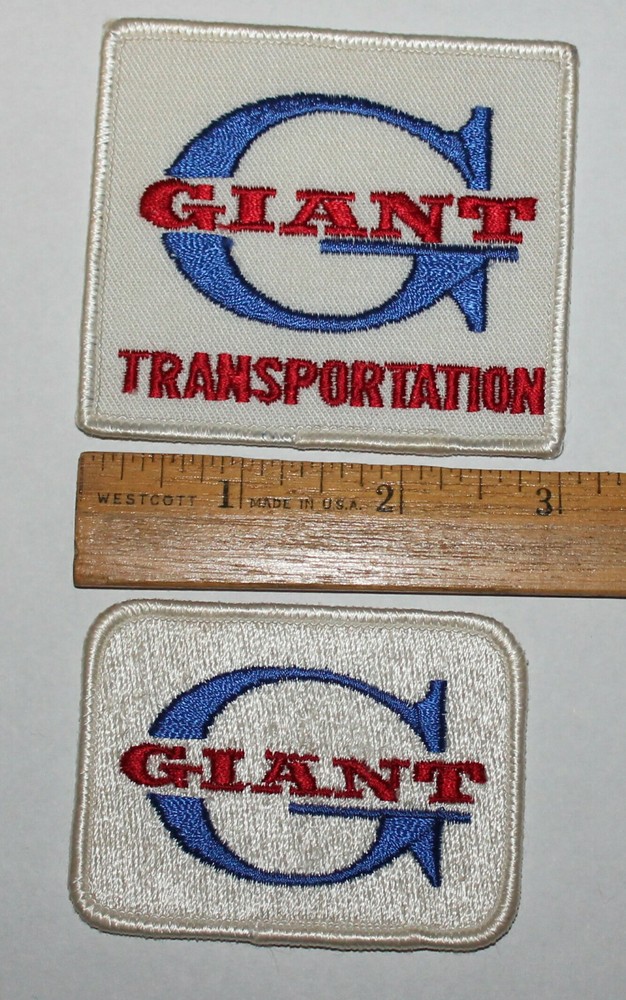 G
GIANT
TRANSPORTATION
WESTCOTT 1 MADE IN U.S.A. 2 3
G
GIANT